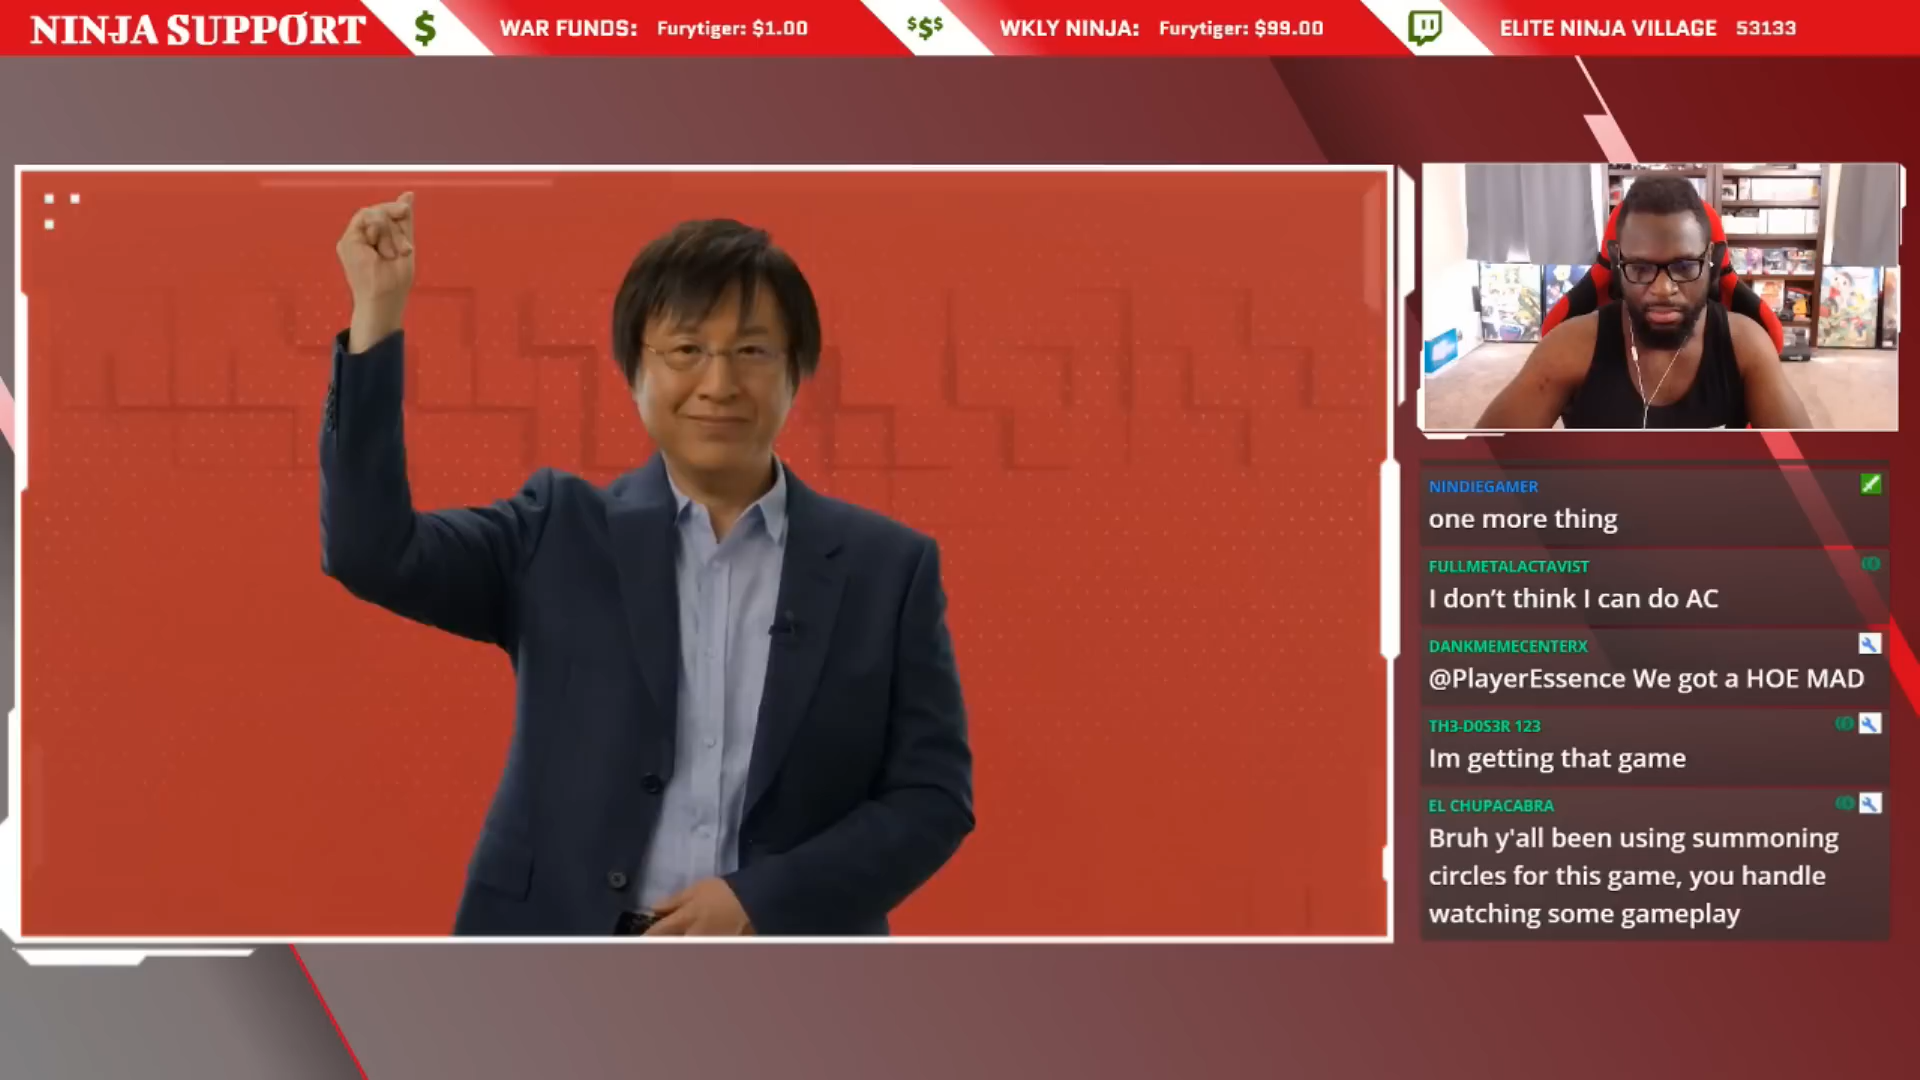 NINJA SUPPORT
$
WAR FUNDS: Furytiger: $1.00
$$$
WKLY NINJA: Furytiger: $99.00
ELITE NINJA VILLAGE 53133
NINDIEGAMER
one more thing
FULLMETALACTAVIST
I don't think I can do AC
DANKMEMECENTERX
@PlayerEssence We got a HOE MAD
TH3-D0S3R 123
Im getting that game
EL CHUPACABRA
Bruh y'all been using summoning
circles for this game, you handle
watching some gameplay